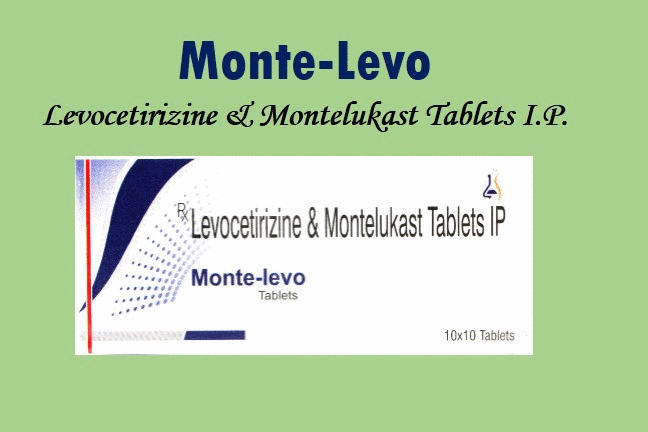 Monte-Levo
Levocetirizine & Montelukast Tablets I.P.
Rx Levocetirizine & Montelukast Tablets IP
Monte-levo
Tablets
10x10 Tablets